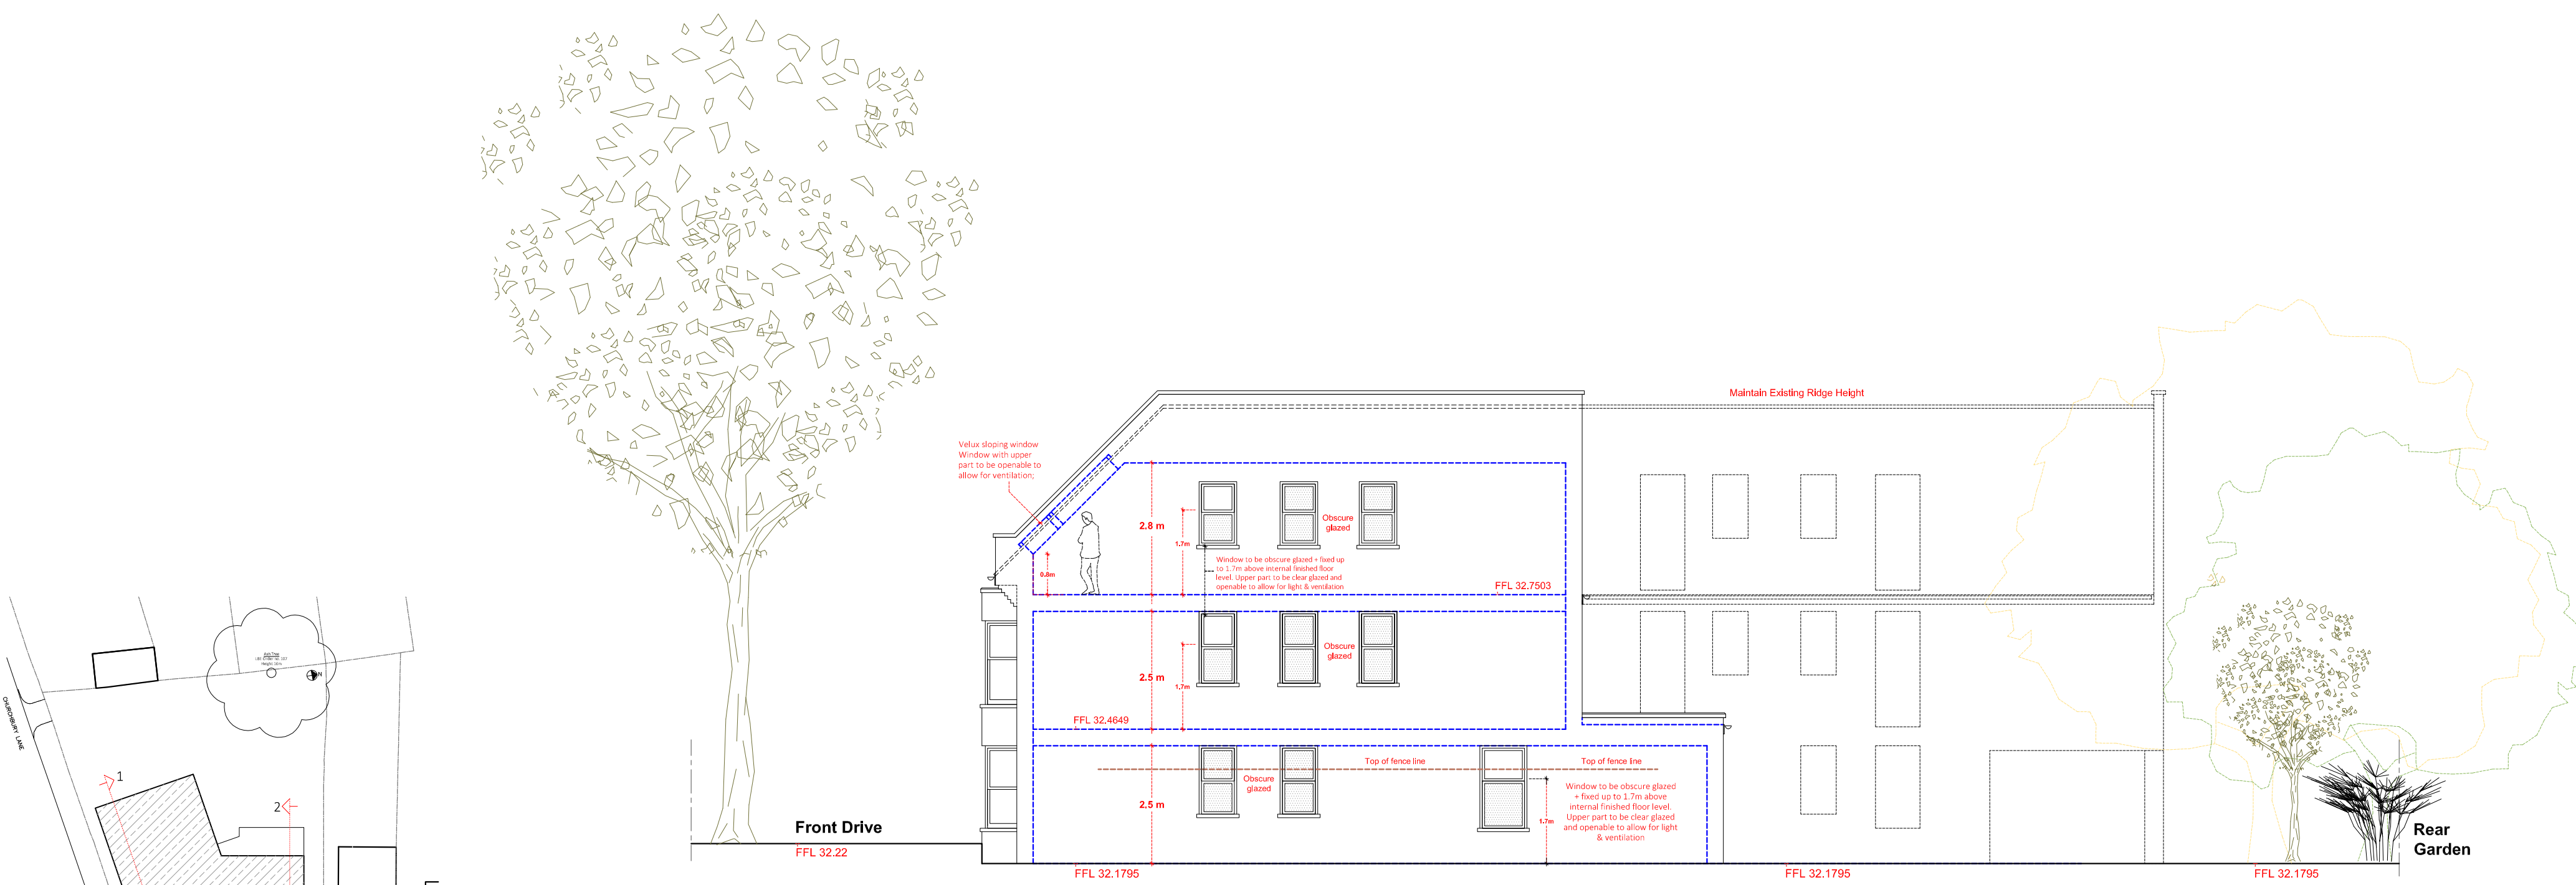 Maintain Existing Ridge Height
Velux sloping window
Window with upper
part to be openable to
allow for ventilation;
2.8 m
1.7m
0.8m
Obscure
glazed
Window to be obscure glazed + fixed up
to 1.7m above internal finished floor
level. Upper part to be clear glazed and
openable to allow for light & ventilation
FFL 32.7503
2.5 m
1.7m
Obscure
glazed
FFL 32.4649
Top of fence line
Top of fence line
Obscure
glazed
2.5 m
1.7m
Window to be obscure glazed
+ fixed up to 1.7m above
internal finished floor level.
Upper part to be clear glazed
and openable to allow for light
& ventilation
Front Drive
FFL 32.22
FFL 32.1795
FFL 32.1795
FFL 32.1795
Rear
Garden
CHURCHBURY LANE
Height 16m
N
1
2